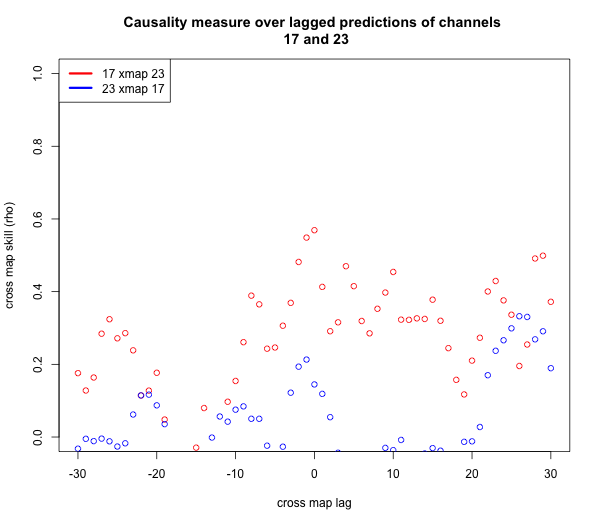 Causality measure over lagged predictions of channels
17 and 23
17 xmap 23
23 xmap 17
1.0
0.8
0.6
0.4
0.2
0.0
cross map skill (rho)
-30
-20
-10
0
10
20
30
cross map lag